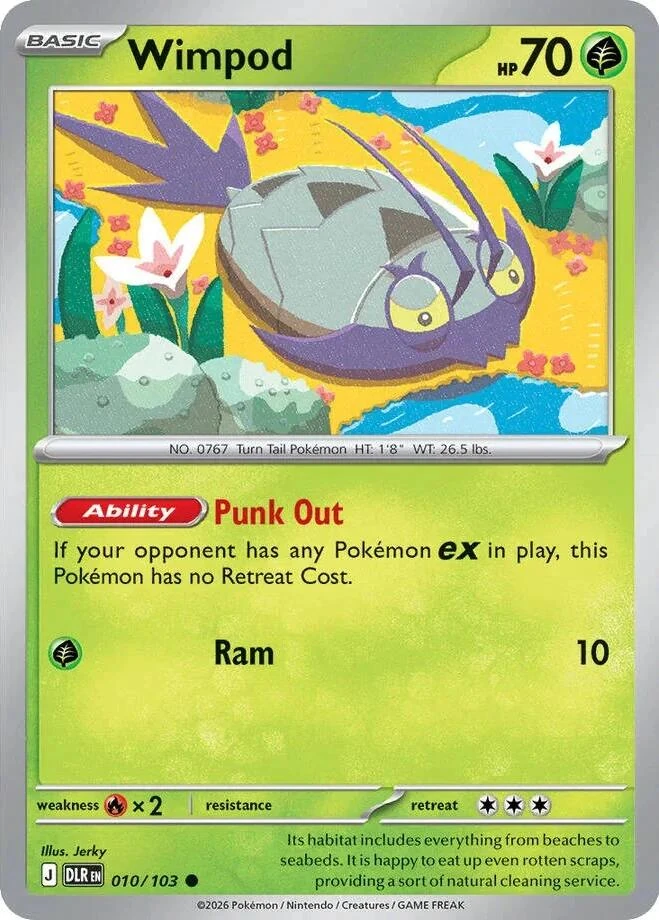 BASIC
Wimpod
HP 70
NO. 0767 Turn Tail Pokémon HT: 1'8" WT: 26.5 lbs.
Ability Punk Out
If your opponent has any Pokémon ex in play, this
Pokémon has no Retreat Cost.
Ram 10
weakness × 2 resistance retreat
Illus. Jerky
Its habitat includes everything from beaches to
seabeds. It is happy to eat up even rotten scraps,
providing a sort of natural cleaning service.
J DLR EN 010/103
©2026 Pokémon / Nintendo / Creatures / GAME FREAK